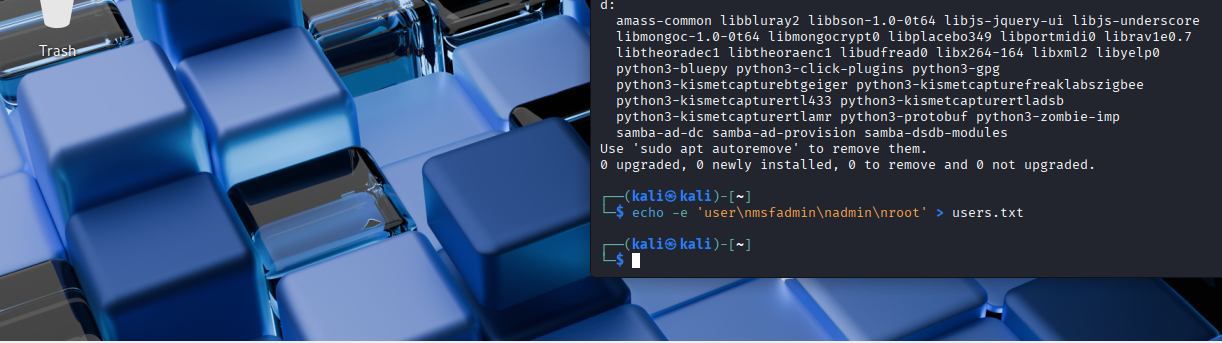 Trash
d:
amass-common libbluray2 libbson-1.0-0t64 libjs-jquery-ui libjs-underscore
libmongoc-1.0-0t64 libmongocrypt0 libplacebo349 libportmidi0 librav1e0.7
libtheoradec1 libtheoraenc1 libudfread0 libx264-164 libxml2 libyelp0
python3-bluepy python3-click-plugins python3-gpg
python3-kismetcapturebtgeiger python3-kismetcapturefreaklabszigbee
python3-kismetcapturertl433 python3-kismetcapturertladsb
python3-kismetcapturertlamr python3-protobuf python3-zombie-imp
samba-ad-dc samba-ad-provision samba-dsdb-modules
Use 'sudo apt autoremove' to remove them.
0 upgraded, 0 newly installed, 0 to remove and 0 not upgraded.
┌──(kali㉿kali)-[~]
└─$ echo -e 'user\nmsfadmin\nadmin\nroot' > users.txt
┌──(kali㉿kali)-[~]
└─$